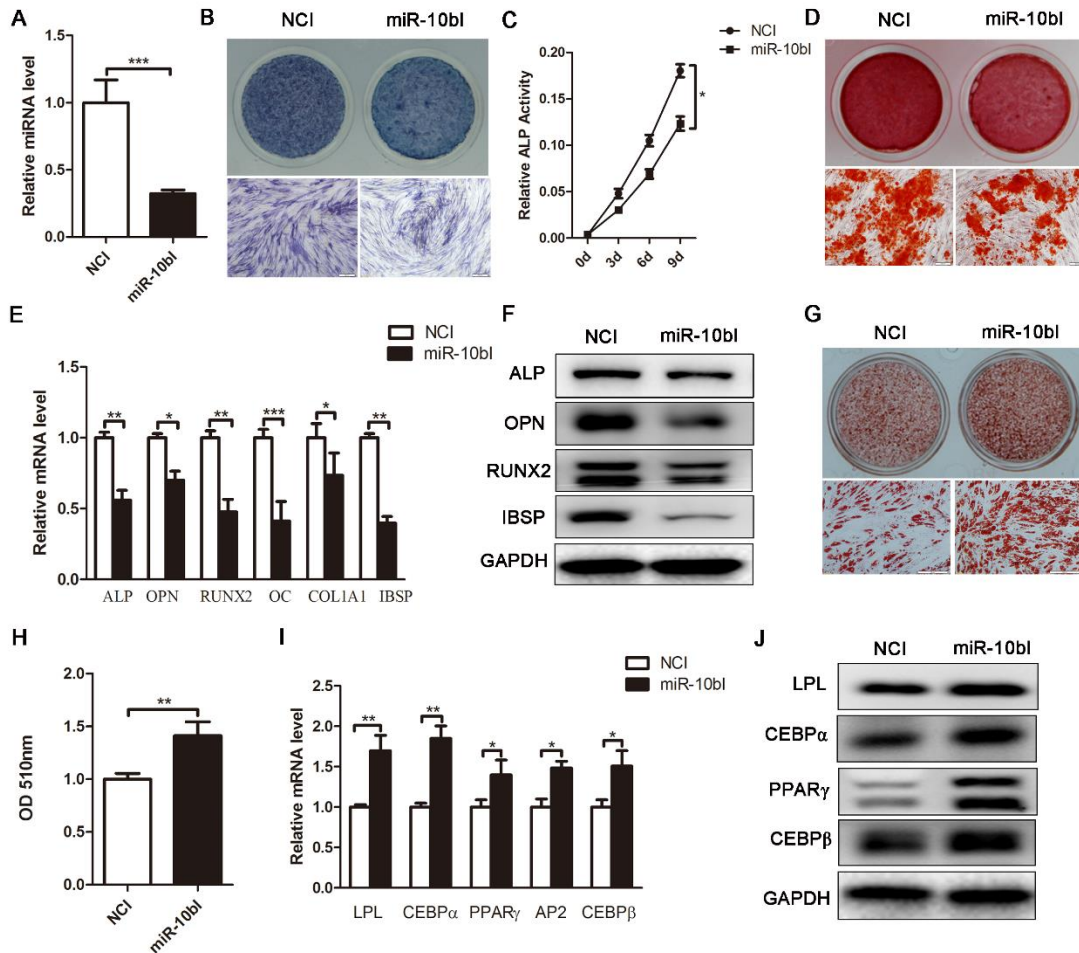 A
Relative miRNA level
1.5
1.0
0.5
0.0
***
NCI
miR-10bI
B
NCI
miR-10bI
C
NCI
miR-10bI
Relative ALP Activity
0.20
0.15
0.10
0.05
0.00
*
0d
3d
6d
9d
D
NCI
miR-10bI
E
NCI
miR-10bI
Relative mRNA level
1.5
1.0
0.5
0.0
** * ** *** * **
ALP OPN RUNX2 OC COL1A1 IBSP
F
NCI miR-10bI
ALP
OPN
RUNX2
IBSP
GAPDH
G
NCI
miR-10bI
H
OD 510nm
2.0
1.5
1.0
0.5
0.0
**
NCI
miR-10bI
I
NCI
miR-10bI
Relative mRNA level
2.5
2.0
1.5
1.0
0.5
0.0
** ** * * *
LPL CEBPα PPARγ AP2 CEBPβ
J
NCI miR-10bI
LPL
CEBPα
PPARγ
CEBPβ
GAPDH